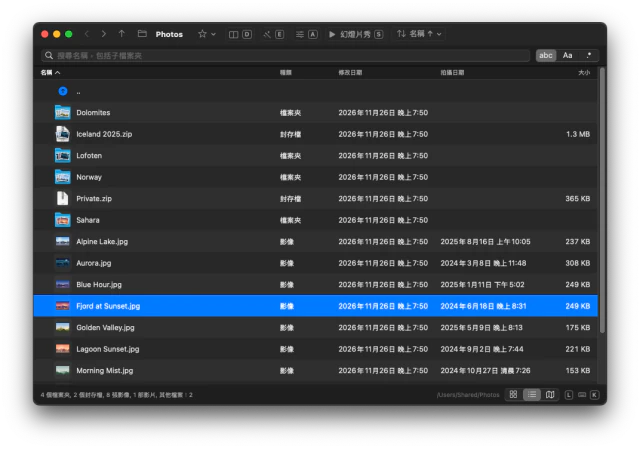 Photos D E A 幻燈片秀 S 名稱
搜尋名稱，包括子檔案夾 abc Aa .*
名稱 種類 修改日期 拍攝日期 大小
..
Dolomites 檔案夾 2026年11月26日 晚上7:50
Iceland 2025.zip 封存檔 2026年11月26日 晚上7:50 1.3 MB
Lofoten 檔案夾 2026年11月26日 晚上7:50
Norway 檔案夾 2026年11月26日 晚上7:50
Private.zip 封存檔 2026年11月26日 晚上7:50 365 KB
Sahara 檔案夾 2026年11月26日 晚上7:50
Alpine Lake.jpg 影像 2026年11月26日 晚上7:50 2025年8月16日 上午10:05 237 KB
Aurora.jpg 影像 2026年11月26日 晚上7:50 2024年3月8日 晚上11:48 308 KB
Blue Hour.jpg 影像 2026年11月26日 晚上7:50 2025年1月11日 下午5:02 249 KB
Fjord at Sunset.jpg 影像 2026年11月26日 晚上7:50 2024年6月18日 晚上8:31 249 KB
Golden Valley.jpg 影像 2026年11月26日 晚上7:50 2025年5月9日 晚上8:13 175 KB
Lagoon Sunset.jpg 影像 2026年11月26日 晚上7:50 2024年9月2日 晚上7:44 221 KB
Morning Mist.jpg 影像 2026年11月26日 晚上7:50 2024年10月27日 清晨7:26 153 KB
4 個檔案夾, 2 個封存檔, 8 張影像, 1 部影片, 其他檔案：2 /Users/Shared/Photos L K